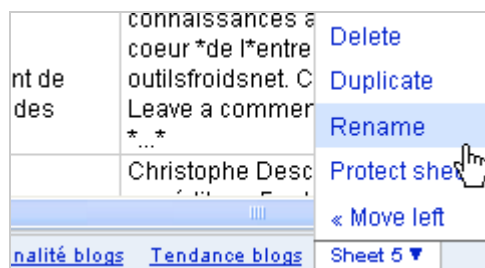 connaissances a
coeur *de l*entre
nt de outilsfroidsnet. C
des Leave a commer
*...*
Christophe Desc
Delete
Duplicate
Rename
Protect she
« Move left
nalité blogs Tendance blogs Sheet 5 ▼